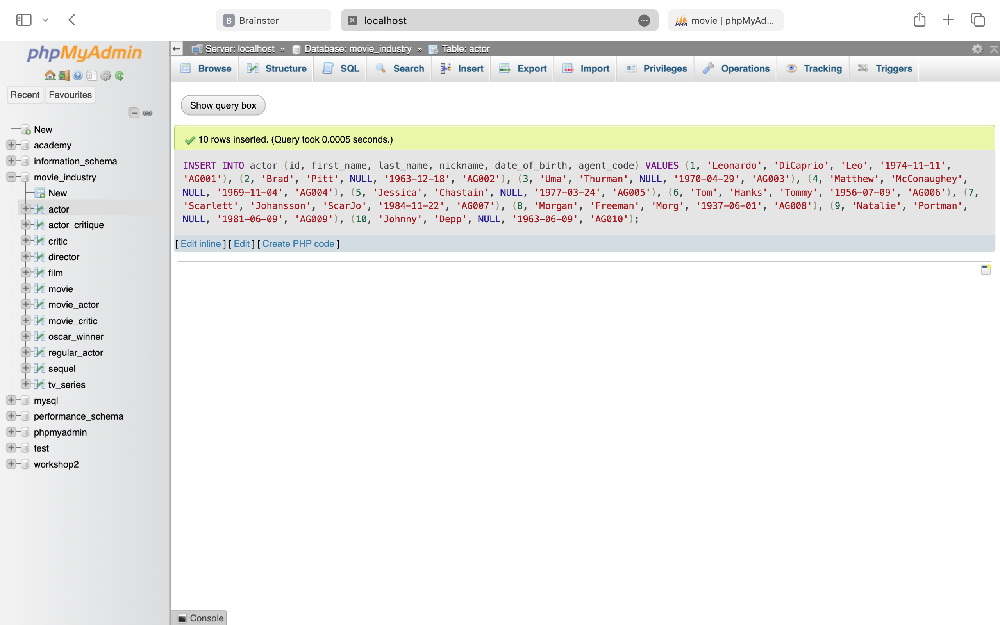 Brainster
localhost
movie | phpMyAd...
phpMyAdmin
Recent
Favourites
New
academy
information_schema
movie_industry
New
actor
actor_critique
critic
director
film
movie
movie_actor
movie_critic
oscar_winner
regular_actor
sequel
tv_series
mysql
performance_schema
phpmyadmin
test
workshop2
Server: localhost » Database: movie_industry » Table: actor
Browse Structure SQL Search Insert Export Import Privileges Operations Tracking Triggers
Show query box
10 rows inserted. (Query took 0.0005 seconds.)
INSERT INTO actor (id, first_name, last_name, nickname, date_of_birth, agent_code) VALUES (1, 'Leonardo', 'DiCaprio', 'Leo', '1974-11-11',
'AG001'), (2, 'Brad', 'Pitt', NULL, '1963-12-18', 'AG002'), (3, 'Uma', 'Thurman', NULL, '1970-04-29', 'AG003'), (4, 'Matthew', 'McConaughey',
NULL, '1969-11-04', 'AG004'), (5, 'Jessica', 'Chastain', NULL, '1977-03-24', 'AG005'), (6, 'Tom', 'Hanks', 'Tommy', '1956-07-09', 'AG006'), (7,
'Scarlett', 'Johansson', 'ScarJo', '1984-11-22', 'AG007'), (8, 'Morgan', 'Freeman', 'Morg', '1937-06-01', 'AG008'), (9, 'Natalie', 'Portman',
NULL, '1981-06-09', 'AG009'), (10, 'Johnny', 'Depp', NULL, '1963-06-09', 'AG010');
[ Edit inline ] [ Edit ] [ Create PHP code ]
Console